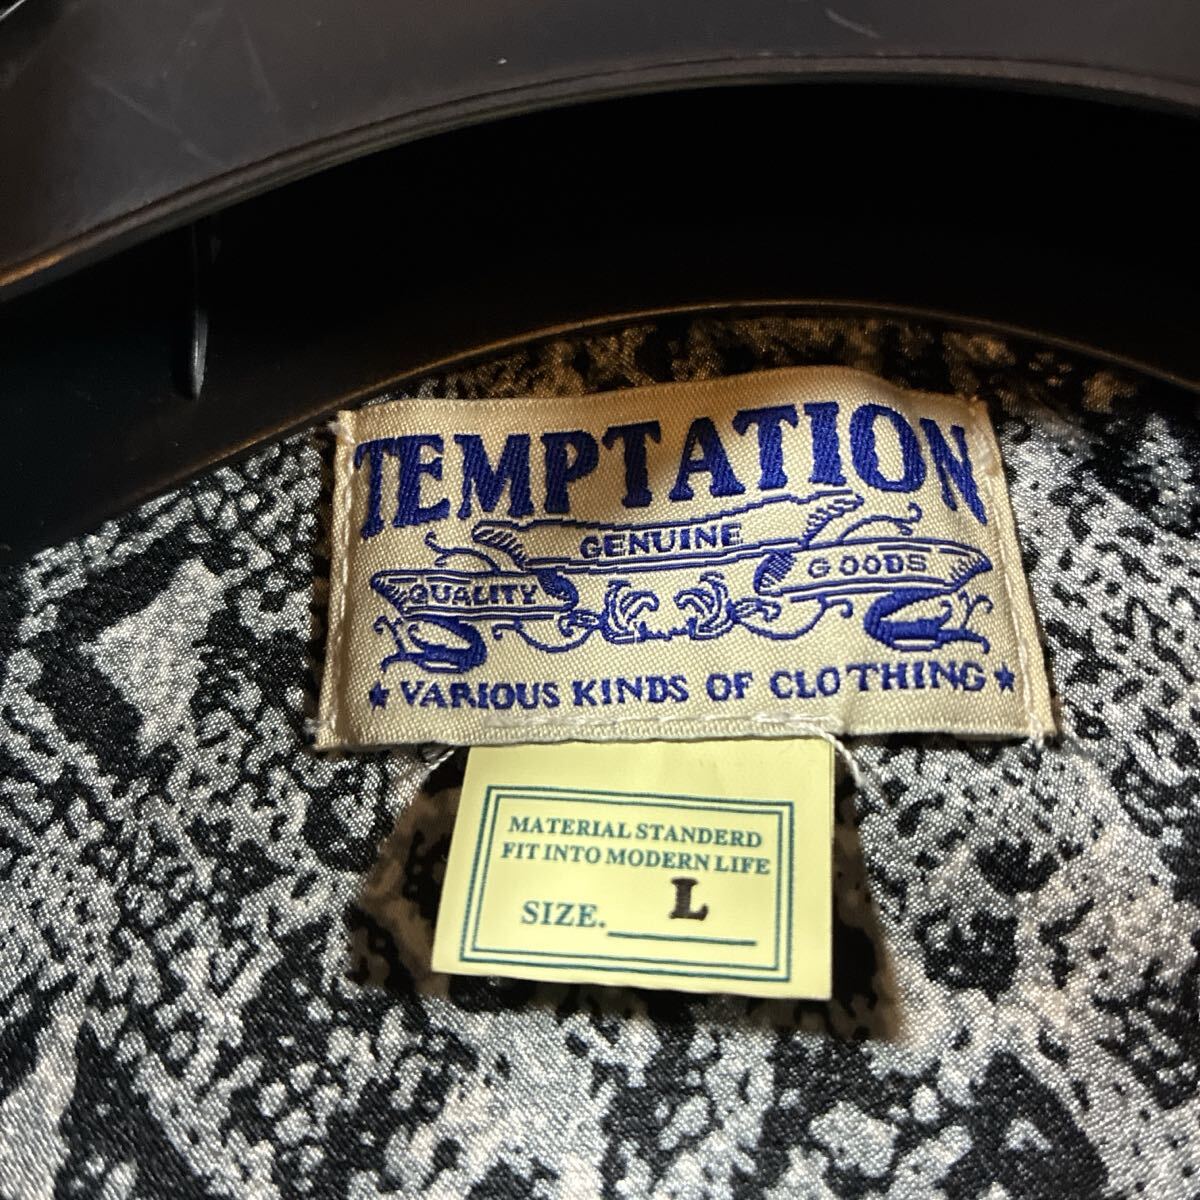 TEMPTATION
GENUINE
QUALITY
GOODS
★ VARIOUS KINDS OF CLOTHING ★
MATERIAL STANDERD
FIT INTO MODERN LIFE
SIZE. L